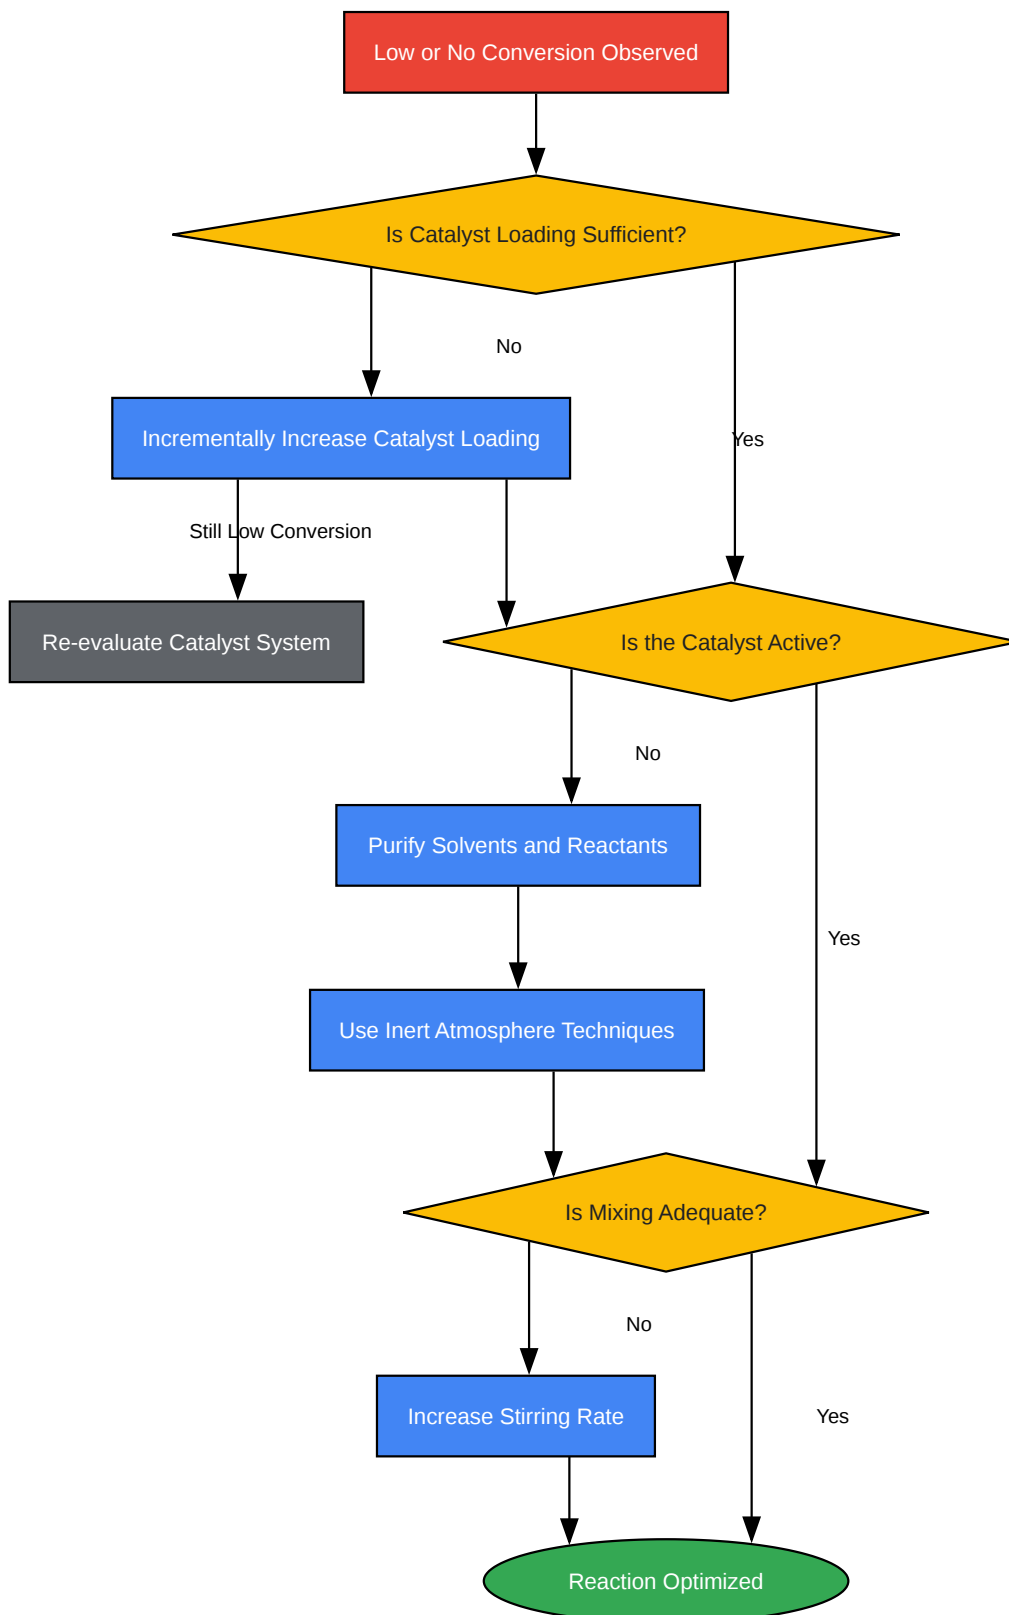 Low or No Conversion Observed
Is Catalyst Loading Sufficient?
No
Incrementally Increase Catalyst Loading
Yes
Still Low Conversion
Re-evaluate Catalyst System
Is the Catalyst Active?
No
Purify Solvents and Reactants
Yes
Use Inert Atmosphere Techniques
Is Mixing Adequate?
No
Increase Stirring Rate
Yes
Reaction Optimized